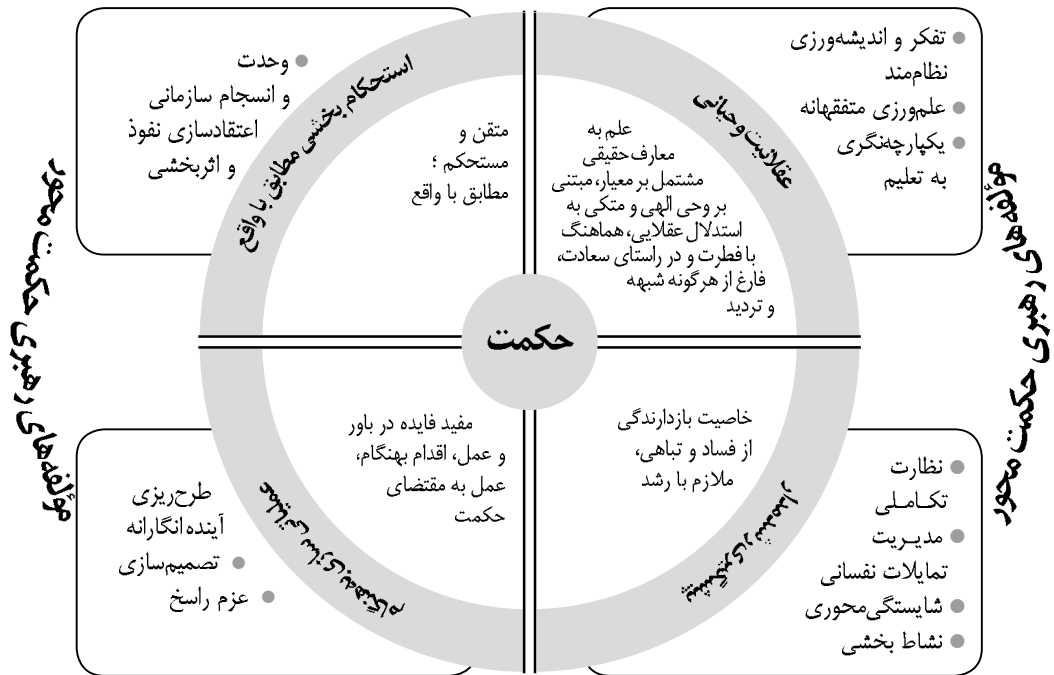 مؤلفه‌های رهبری حکمت محور
تفکر و اندیشه‌ورزی
نظام‌مند
علم‌ورزی متفقهانه
یکپارچه‌نگری
به تعلیم
عقلانیت وحیانی
علم به
معارف حقیقی
مشتمل بر معیار، مبتنی
بر وحی الهی و متکی به
استدلال عقلایی، هماهنگ
با فطرت و در راستای سعادت،
فارغ از هرگونه شبهه
و تردید
متقن و
مستحکم ؛
مطابق با واقع
استحکام بخشی مطابق با واقع
وحدت
و انسجام سازمانی
اعتقادسازی نفوذ
و اثربخشی
مؤلفه‌های رهبری حکمت محور
حکمت
خاصیت بازدارندگی
از فساد و تباهی،
ملازم با رشد
پیشگیری رشدمدار
نظارت
تکاملی
مدیریت
تمایلات نفسانی
شایستگی‌محوری
نشاط بخشی
مفید فایده در باور
و عمل، اقدام بهنگام،
عمل به مقتضای
حکمت
عملیاتی سازی بهنگام
طرح‌ریزی
آینده‌انگارانه
تصمیم‌سازی
عزم راسخ